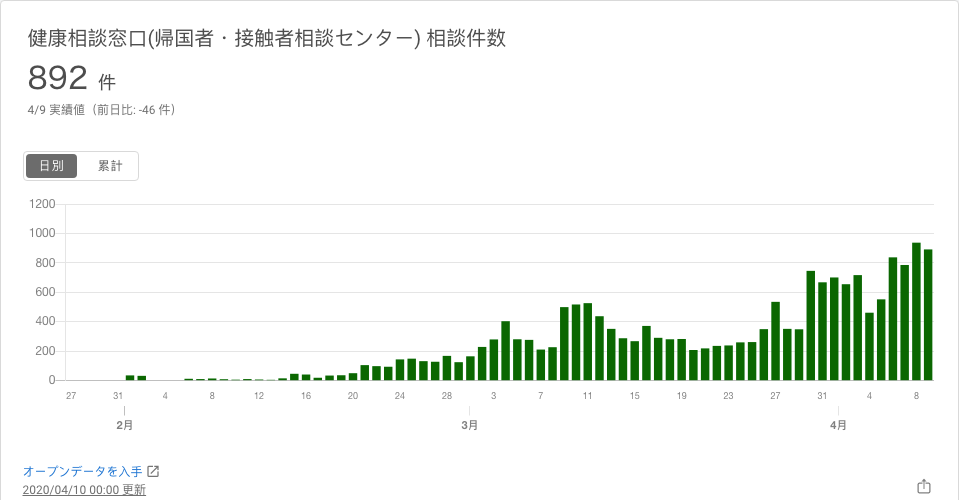 健康相談窓口(帰国者・接触者相談センター) 相談件数
892 件
4/9 実績値（前日比: -46 件）
日別 累計
1200
1000
800
600
400
200
0
27 31 4 8 12 16 20 24 28 3 7 11 15 19 23 27 31 4 8
2月 3月 4月
オープンデータを入手
2020/04/10 00:00 更新